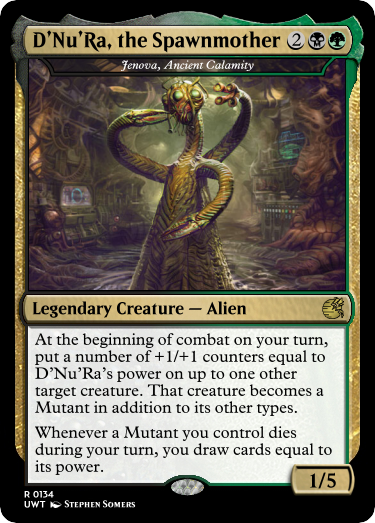 D'Nu'Ra, the Spawnmother 2
Jenova, Ancient Calamity
Legendary Creature — Alien
At the beginning of combat on your turn,
put a number of +1/+1 counters equal to
D'Nu'Ra's power on up to one other
target creature. That creature becomes a
Mutant in addition to its other types.
Whenever a Mutant you control dies
during your turn, you draw cards equal to
its power.
1/5
R 0134
UWT Stephen Somers